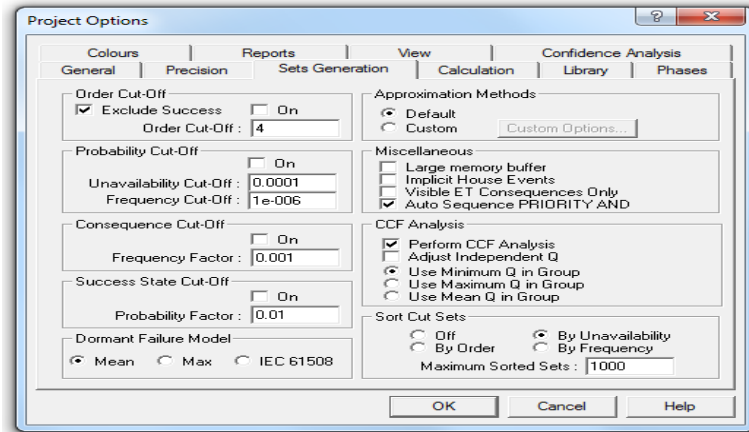 Project Options
Colours Reports View Confidence Analysis
General Precision Sets Generation Calculation Library Phases
Order Cut-Off
Exclude Success On
Order Cut-Off : 4
Probability Cut-Off
On
Unavailability Cut-Off : 0.0001
Frequency Cut-Off : 1e-006
Consequence Cut-Off
On
Frequency Factor : 0.001
Success State Cut-Off
On
Probability Factor : 0.01
Dormant Failure Model
Mean Max IEC 61508
Approximation Methods
Default
Custom Custom Options...
Miscellaneous
Large memory buffer
Implicit House Events
Visible ET Consequences Only
Auto Sequence PRIORITY AND
CCF Analysis
Perform CCF Analysis
Adjust Independent Q
Use Minimum Q in Group
Use Maximum Q in Group
Use Mean Q in Group
Sort Cut Sets
Off By Unavailability
By Order By Frequency
Maximum Sorted Sets : 1000
OK Cancel Help